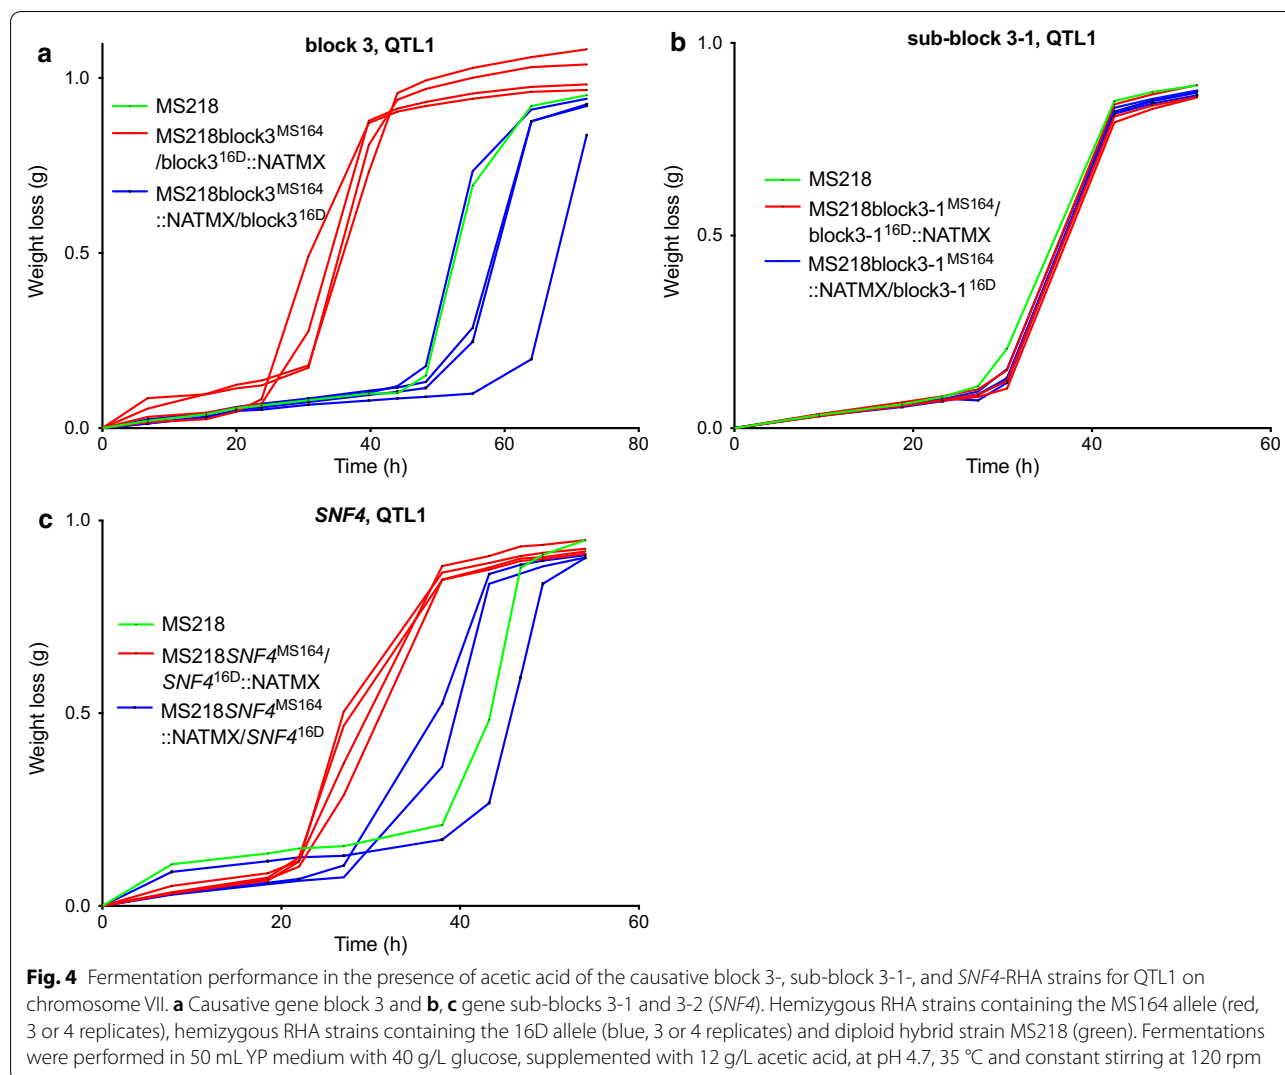 a
block 3, QTL1
Weight loss (g)
1.0
0.5
0.0
MS218
MS218block3MS164
/block316D::NATMX
MS218block3MS164
::NATMX/block316D
0 20 40 60 80
Time (h)
b
sub-block 3-1, QTL1
Weight loss (g)
1.0
0.5
0.0
MS218
MS218block3-1MS164/
block3-116D::NATMX
MS218block3-1MS164
::NATMX/block3-116D
0 20 40 60
Time (h)
c
SNF4, QTL1
Weight loss (g)
1.0
0.5
0.0
MS218
MS218SNF4MS164/
SNF416D::NATMX
MS218SNF4MS164
::NATMX/SNF416D
0 20 40 60
Time (h)
Fig. 4 Fermentation performance in the presence of acetic acid of the causative block 3-, sub-block 3-1-, and SNF4-RHA strains for QTL1 on
chromosome VII. a Causative gene block 3 and b, c gene sub-blocks 3-1 and 3-2 (SNF4). Hemizygous RHA strains containing the MS164 allele (red,
3 or 4 replicates), hemizygous RHA strains containing the 16D allele (blue, 3 or 4 replicates) and diploid hybrid strain MS218 (green). Fermentations
were performed in 50 mL YP medium with 40 g/L glucose, supplemented with 12 g/L acetic acid, at pH 4.7, 35 °C and constant stirring at 120 rpm